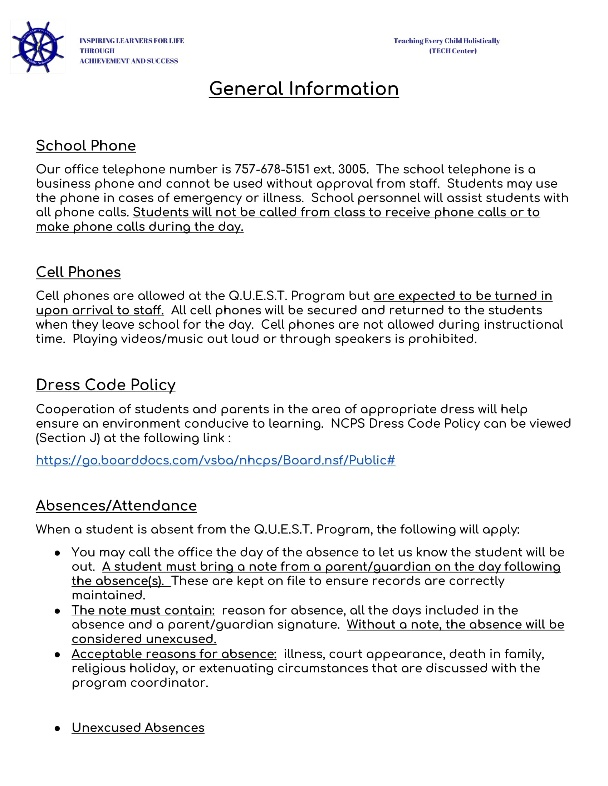 INSPIRING LEARNERS FOR LIFE
THROUGH
ACHIEVEMENT AND SUCCESS
Teaching Every Child Holistically
(TECH Center)
General Information
School Phone
Our office telephone number is 757-678-5151 ext. 3005.  The school telephone is a
business phone and cannot be used without approval from staff.  Students may use
the phone in cases of emergency or illness.  School personnel will assist students with
all phone calls. Students will not be called from class to receive phone calls or to
make phone calls during the day.
Cell Phones
Cell phones are allowed at the Q.U.E.S.T. Program but are expected to be turned in
upon arrival to staff.  All cell phones will be secured and returned to the students
when they leave school for the day.  Cell phones are not allowed during instructional
time.  Playing videos/music out loud or through speakers is prohibited.
Dress Code Policy
Cooperation of students and parents in the area of appropriate dress will help
ensure an environment conducive to learning.  NCPS Dress Code Policy can be viewed
(Section J) at the following link :
https://go.boarddocs.com/vsba/nhcps/Board.nsf/Public#
Absences/Attendance
When a student is absent from the Q.U.E.S.T. Program, the following will apply:
● You may call the office the day of the absence to let us know the student will be
out.  A student must bring a note from a parent/guardian on the day following
the absence(s).  These are kept on file to ensure records are correctly
maintained.
● The note must contain:  reason for absence, all the days included in the
absence and a parent/guardian signature.  Without a note, the absence will be
considered unexcused.
● Acceptable reasons for absence:  illness, court appearance, death in family,
religious holiday, or extenuating circumstances that are discussed with the
program coordinator.
● Unexcused Absences